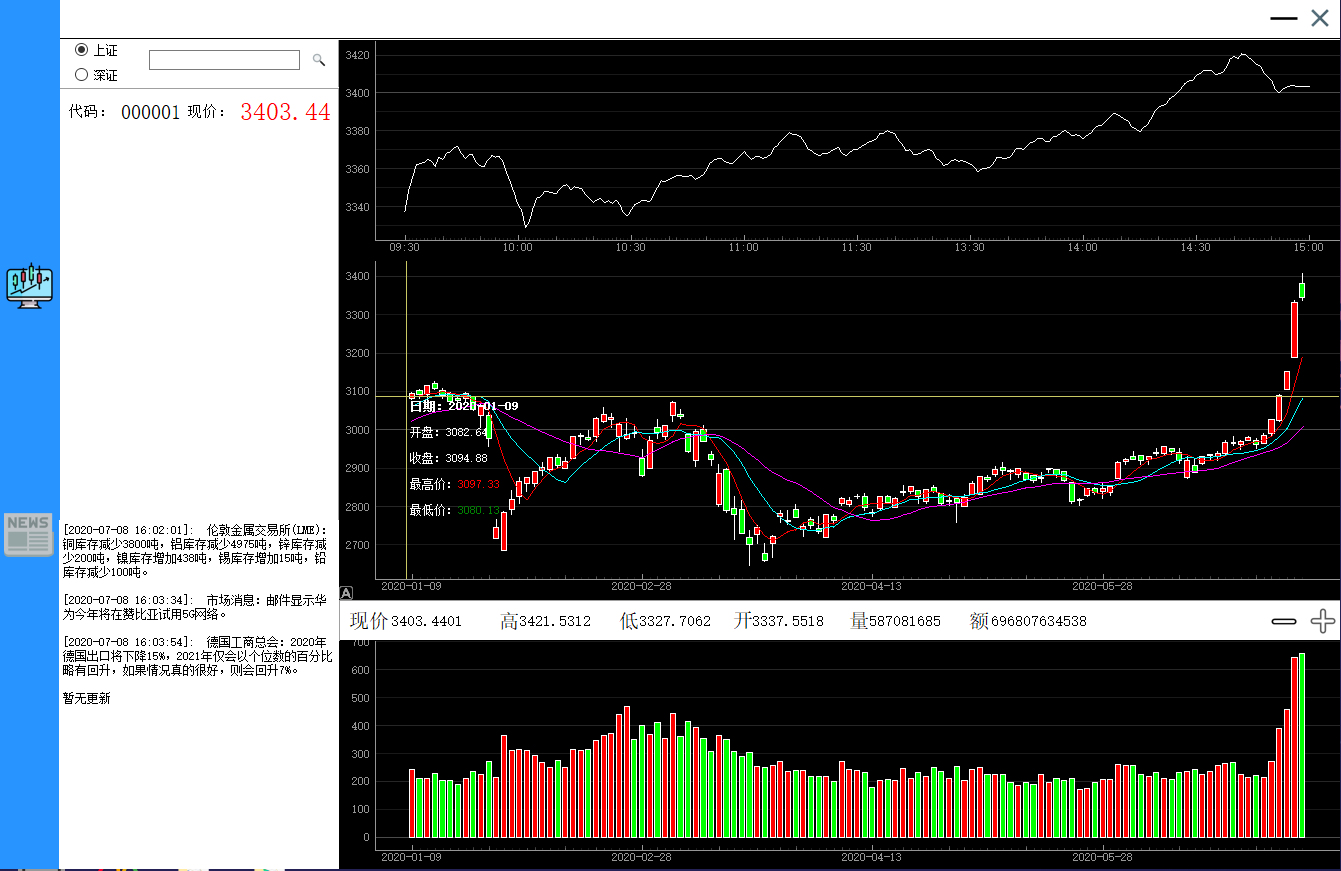 上证
深证
代码： 000001 现价： 3403.44
NEWS
[2020-07-08 16:02:01]: 伦敦金属交易所(LME)：
铜库存减少3800吨，铝库存减少4975吨，锌库存减
少200吨，镍库存增加438吨，锡库存增加15吨，铅
库存减少100吨。
[2020-07-08 16:03:34]: 市场消息：邮件显示华
为今年将在赞比亚试用5G网络。
[2020-07-08 16:03:54]: 德国工商总会：2020年
德国出口将下降15%，2021年仅会以个位数的百分比
略有回升，如果情况真的很好，则会回升7%。
暂无更新
3420
3400
3380
3360
3340
09:30 10:00 10:30 11:00 11:30 13:30 14:00 14:30 15:00
3400
3300
3200
3100
3000
2900
2800
2700
日期：2020-01-09
开盘：3082.64
收盘：3094.88
最高价：3097.33
最低价：3080.13
2020-01-09 2020-02-28 2020-04-13 2020-05-28
A
现价3403.4401 高3421.5312 低3327.7062 开3337.5518 量587081685 额696807634538
700
600
500
400
300
200
100
0
2020-01-09 2020-02-28 2020-04-13 2020-05-28